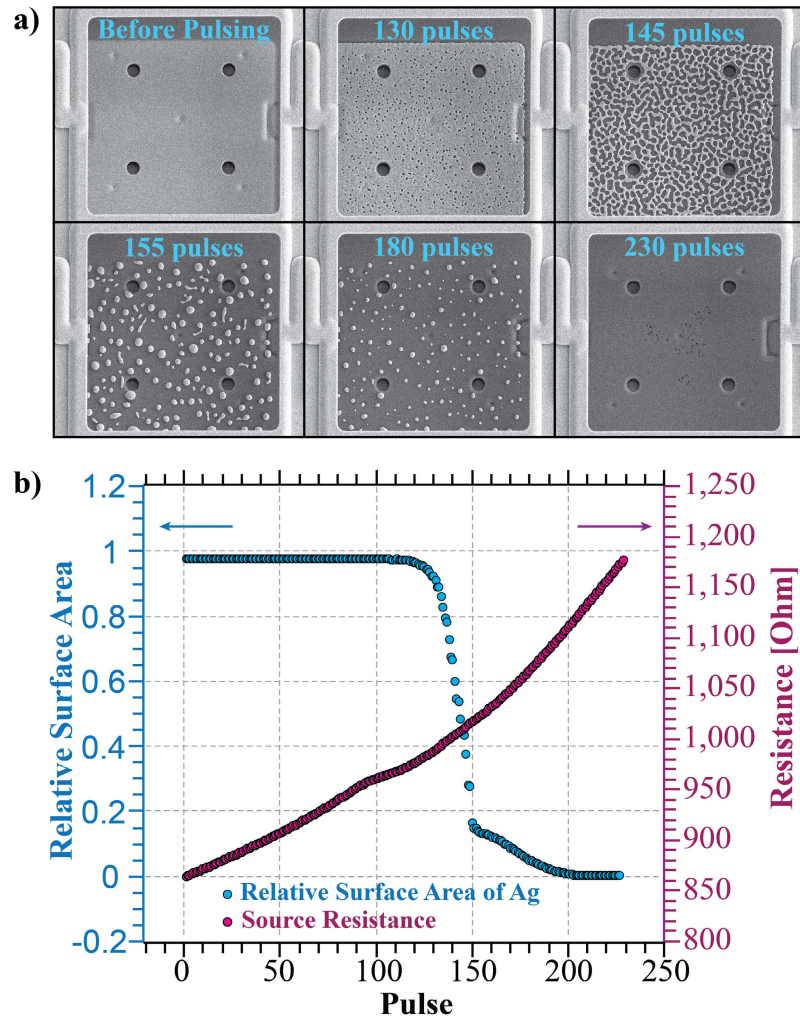 a)
Before Pulsing
130 pulses
145 pulses
155 pulses
180 pulses
230 pulses
b)
1.2
1
0.8
0.6
0.4
0.2
0
-0.2
Relative Surface Area
1,250
1,200
1,150
1,100
1,050
1,000
950
900
850
800
Resistance [Ohm]
Relative Surface Area of Ag
Source Resistance
0 50 100 150 200 250
Pulse